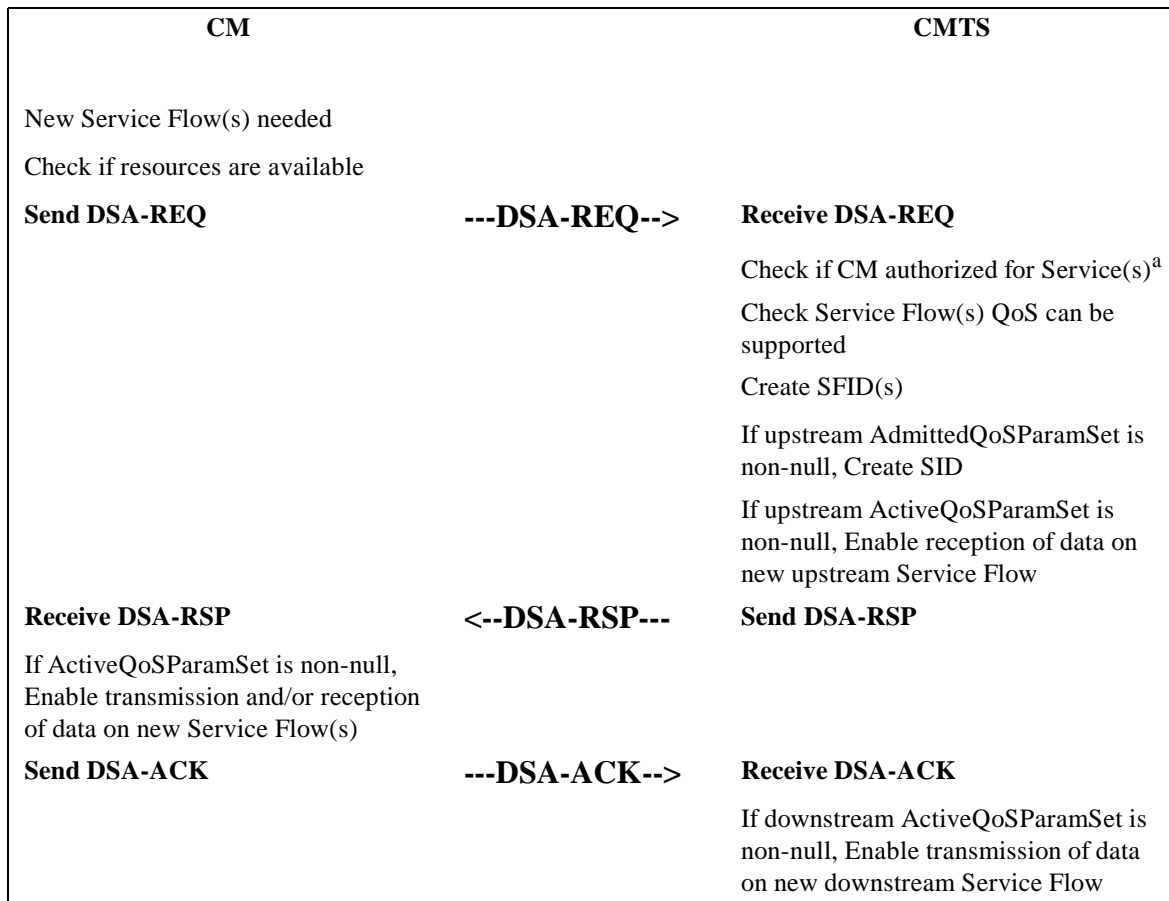 CM CMTS
New Service Flow(s) needed
Check if resources are available
Send DSA-REQ ---DSA-REQ--> Receive DSA-REQ
Check if CM authorized for Service(s)a
Check Service Flow(s) QoS can be
supported
Create SFID(s)
If upstream AdmittedQoSParamSet is
non-null, Create SID
If upstream ActiveQoSParamSet is
non-null, Enable reception of data on
new upstream Service Flow
Receive DSA-RSP <--DSA-RSP--- Send DSA-RSP
If ActiveQoSParamSet is non-null,
Enable transmission and/or reception
of data on new Service Flow(s)
Send DSA-ACK ---DSA-ACK--> Receive DSA-ACK
If downstream ActiveQoSParamSet is
non-null, Enable transmission of data
on new downstream Service Flow